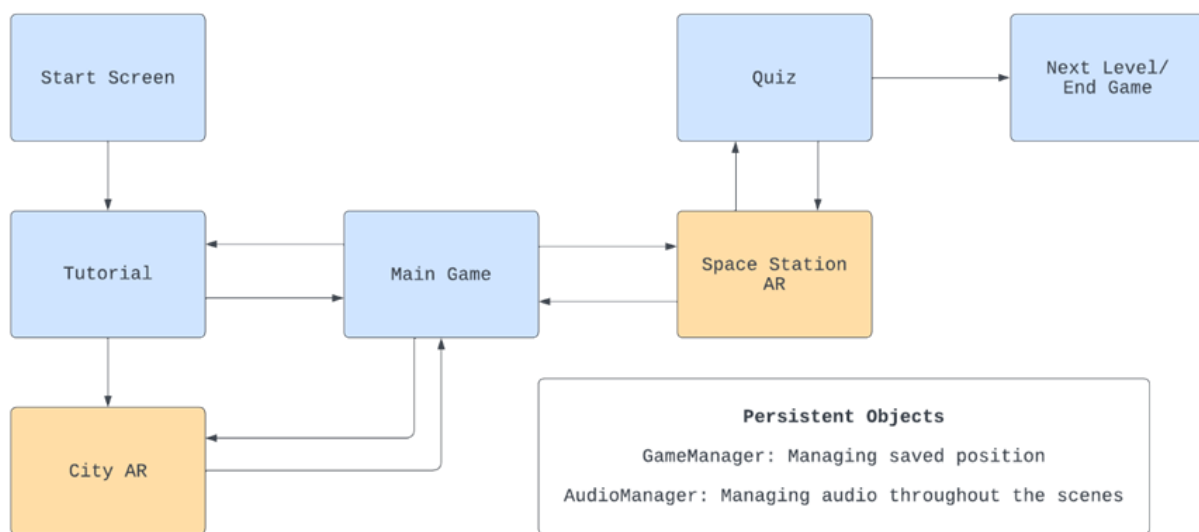 Start Screen
Quiz
Next Level/
End Game
Tutorial
Main Game
Space Station
AR
City AR
Persistent Objects
GameManager: Managing saved position
AudioManager: Managing audio throughout the scenes